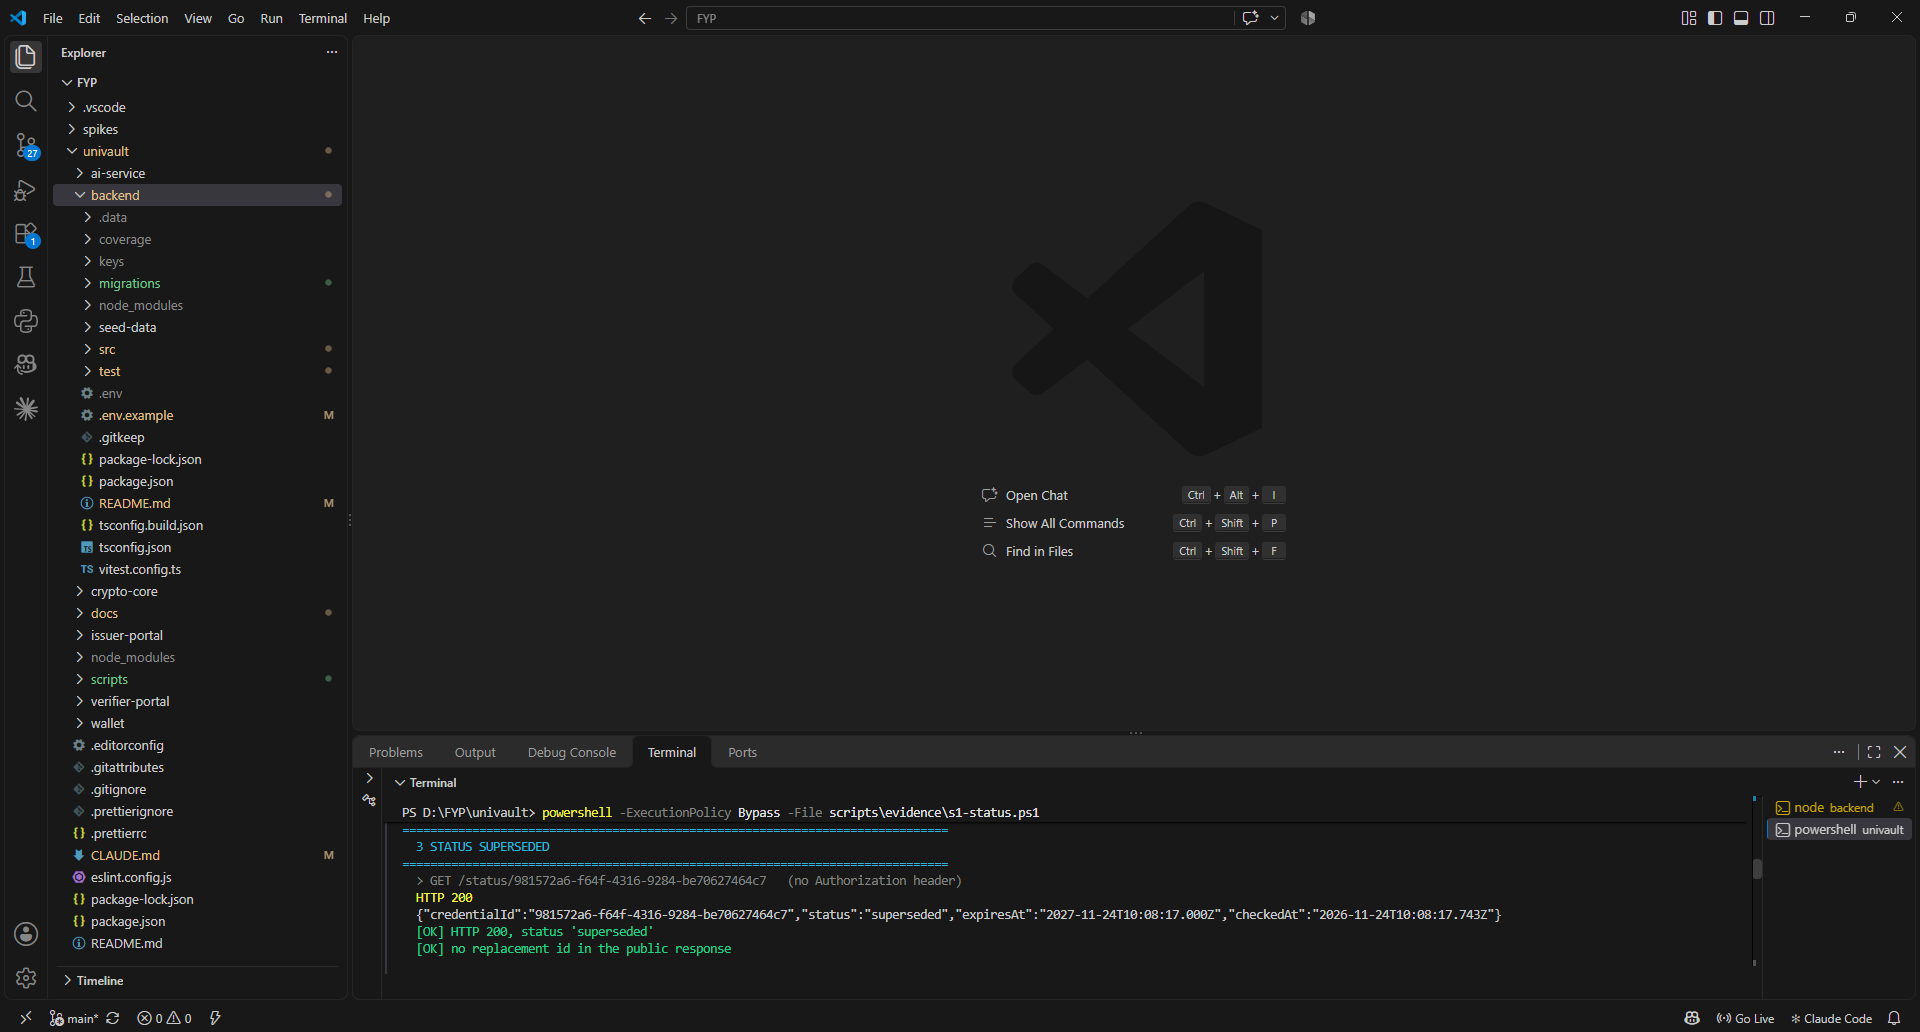 File Edit Selection View Go Run Terminal Help
FYP
Explorer
FYP
.vscode
spikes
univault
ai-service
backend
.data
coverage
keys
migrations
node_modules
seed-data
src
test
.env
.env.example M
.gitkeep
package-lock.json
package.json
README.md M
tsconfig.build.json
tsconfig.json
TS vitest.config.ts
crypto-core
docs
issuer-portal
node_modules
scripts
verifier-portal
wallet
.editorconfig
.gitattributes
.gitignore
.prettierignore
.prettierrc
CLAUDE.md M
eslint.config.js
package-lock.json
package.json
README.md
Timeline
27
1
Open Chat Ctrl + Alt + I
Show All Commands Ctrl + Shift + P
Find in Files Ctrl + Shift + F
Problems Output Debug Console Terminal Ports
Terminal
PS D:\FYP\univault> powershell -ExecutionPolicy Bypass -File scripts\evidence\s1-status.ps1
==============================================================================
3 STATUS SUPERSEDED
==============================================================================
> GET /status/981572a6-f64f-4316-9284-be70627464c7 (no Authorization header)
HTTP 200
{"credentialId":"981572a6-f64f-4316-9284-be70627464c7","status":"superseded","expiresAt":"2027-11-24T10:08:17.000Z","checkedAt":"2026-11-24T10:08:17.743Z"}
[OK] HTTP 200, status 'superseded'
[OK] no replacement id in the public response
node backend
powershell univault
main* 0 0
Go Live Claude Code